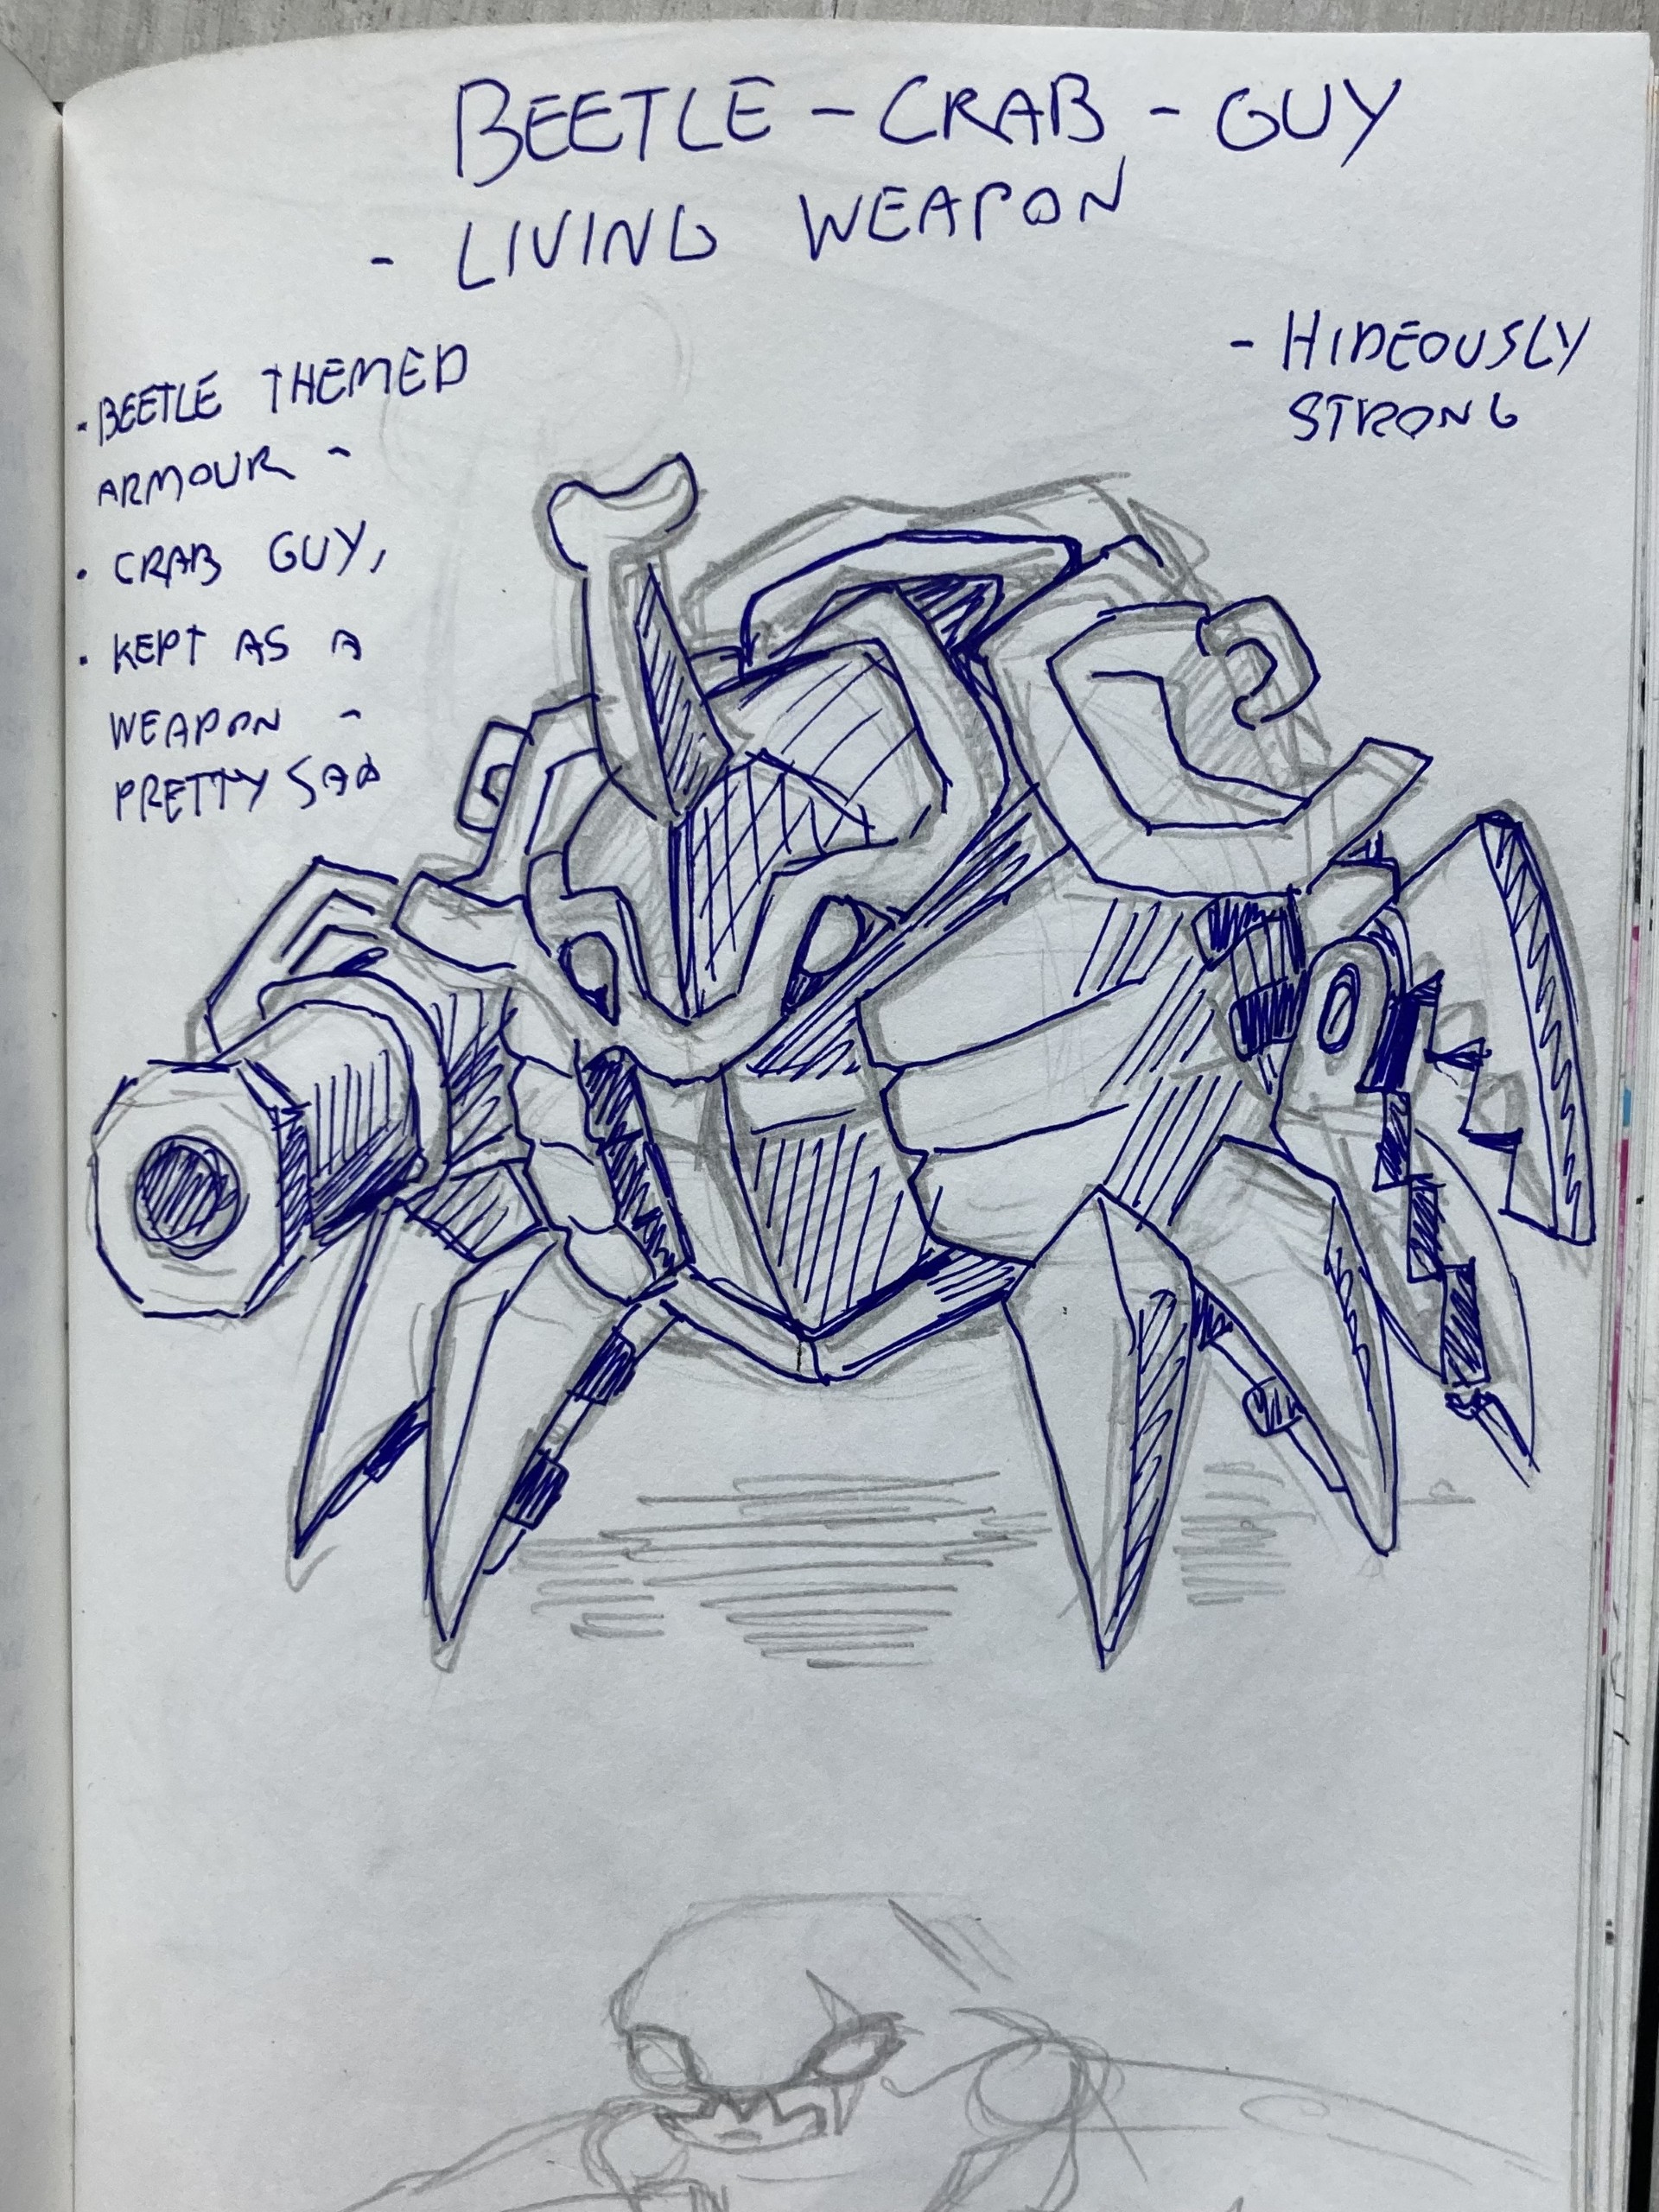 BEETLE - CRAB - GUY
- LIVING WEAPON
- HIDEOUSLY
STRONG
· BEETLE THEMED
ARMOUR -
· CRAB GUY,
· KEPT AS A
WEAPON -
PRETTY SAD